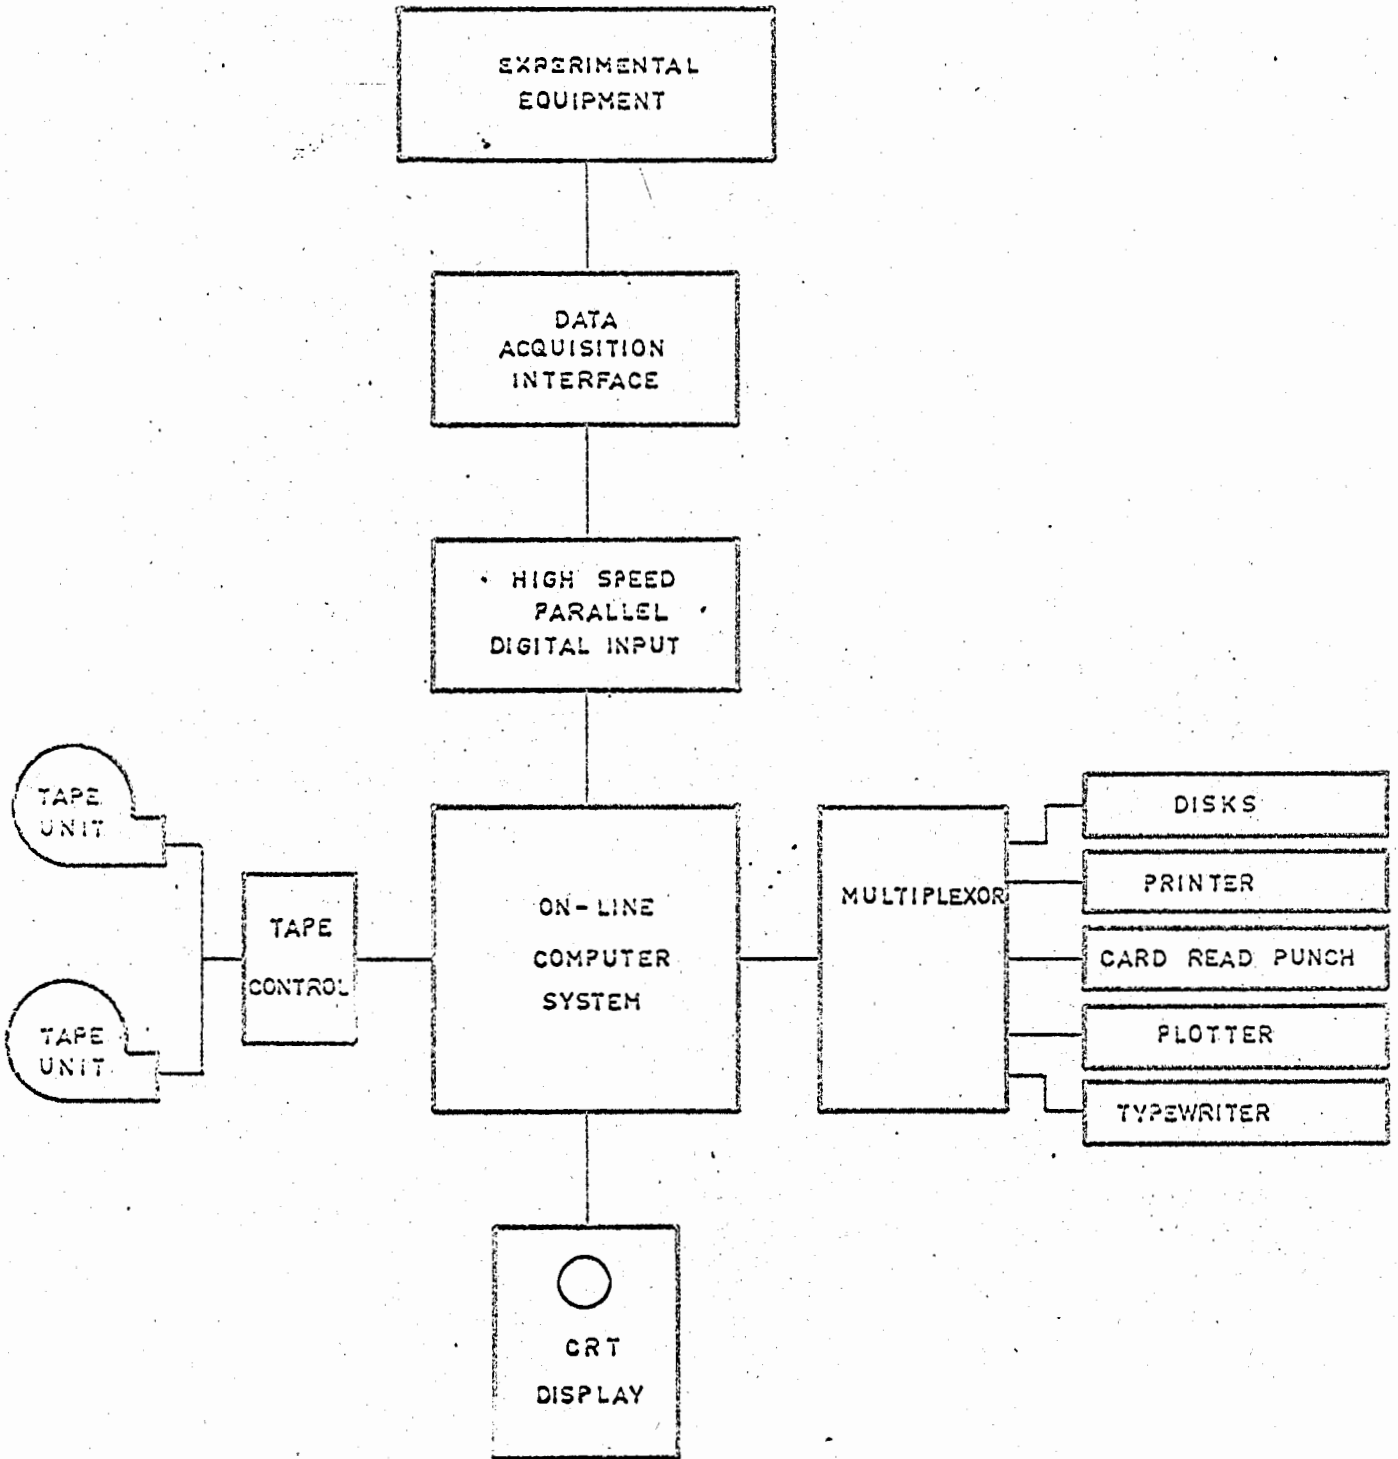 EXPERIMENTAL
EQUIPMENT
DATA
ACQUISITION
INTERFACE
HIGH SPEED
PARALLEL
DIGITAL INPUT
TAPE
UNIT
TAPE
UNIT
TAPE
CONTROL
ON-LINE
COMPUTER
SYSTEM
MULTIPLEXOR
DISKS
PRINTER
CARD READ PUNCH
PLOTTER
TYPEWRITER
CRT
DISPLAY